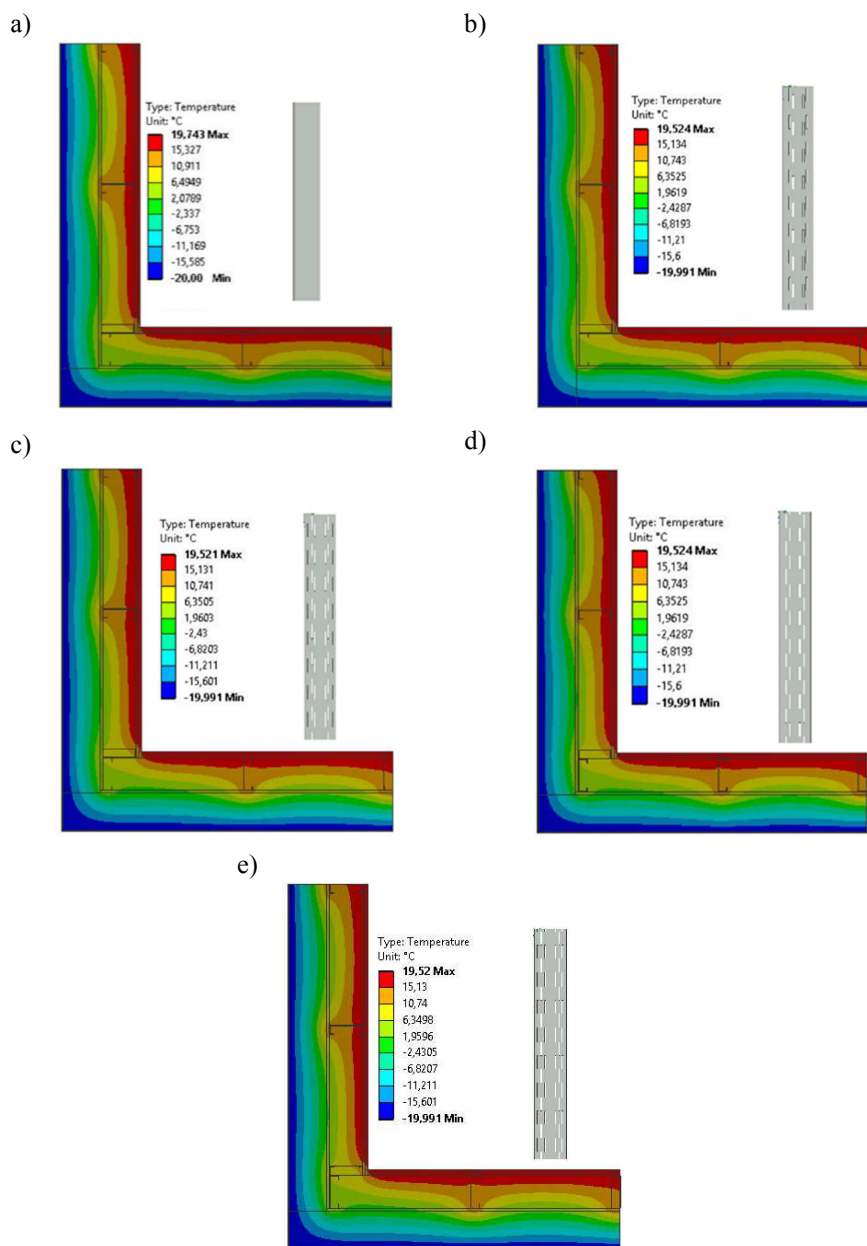 a)
Type: Temperature
Unit: °C
19,743 Max
15,327
10,911
6,4949
2,0789
-2,337
-6,753
-11,169
-15,585
-20,00 Min
b)
Type: Temperature
Unit: °C
19,524 Max
15,134
10,743
6,3525
1,9619
-2,4287
-6,8193
-11,21
-15,6
-19,991 Min
c)
Type: Temperature
Unit: °C
19,521 Max
15,131
10,741
6,3505
1,9603
-2,43
-6,8203
-11,211
-15,601
-19,991 Min
d)
Type: Temperature
Unit: °C
19,524 Max
15,134
10,743
6,3525
1,9619
-2,4287
-6,8193
-11,21
-15,6
-19,991 Min
e)
Type: Temperature
Unit: °C
19,52 Max
15,13
10,74
6,3498
1,9596
-2,4305
-6,8207
-11,211
-15,601
-19,991 Min